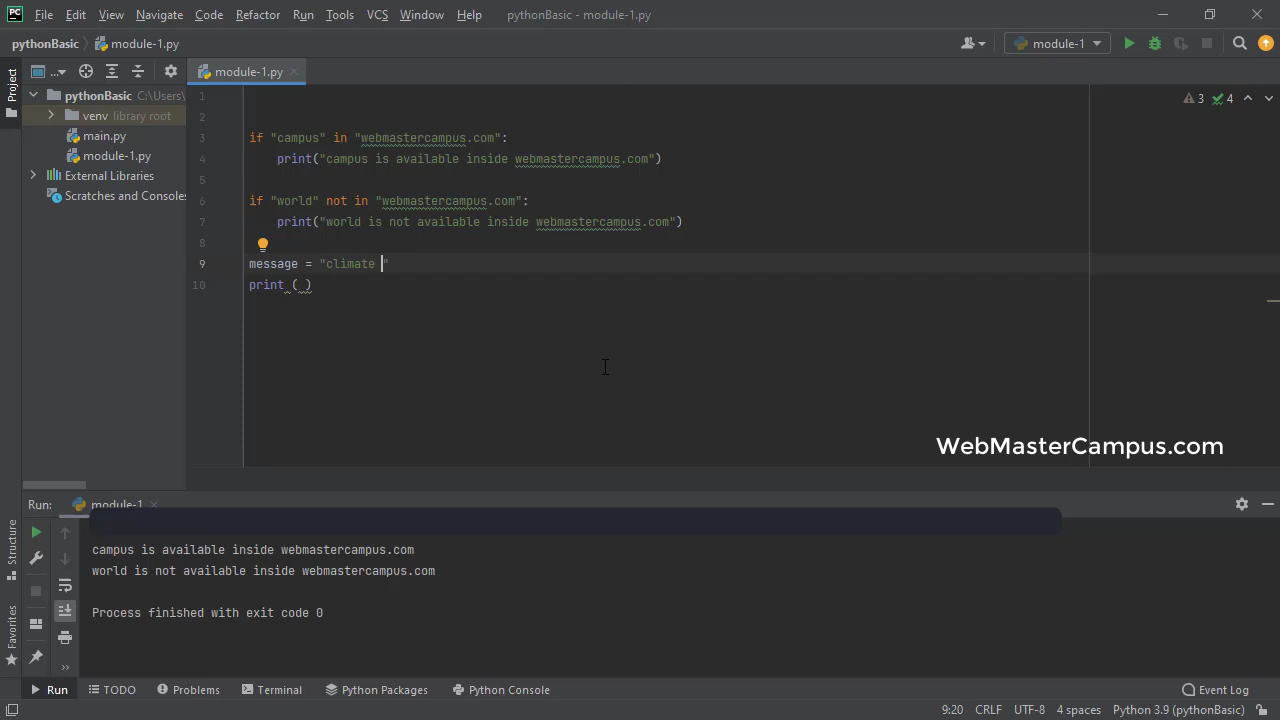 PC File Edit View Navigate Code Refactor Run Tools VCS Window Help pythonBasic - module-1.py
pythonBasic module-1.py module-1
Project ... module-1.py
pythonBasic C:\Users\
venv library root
main.py
module-1.py
External Libraries
Scratches and Consoles
3 4
1
2
3 if "campus" in "webmastercampus.com":
4 print("campus is available inside webmastercampus.com")
5
6 if "world" not in "webmastercampus.com":
7 print("world is not available inside webmastercampus.com")
8
9 message = "climate "
10 print ( )
WebMasterCampus.com
Run: module-1
campus is available inside webmastercampus.com
world is not available inside webmastercampus.com
Process finished with exit code 0
Structure
Favorites
Run TODO Problems Terminal Python Packages Python Console Event Log
9:20 CRLF UTF-8 4 spaces Python 3.9 (pythonBasic)